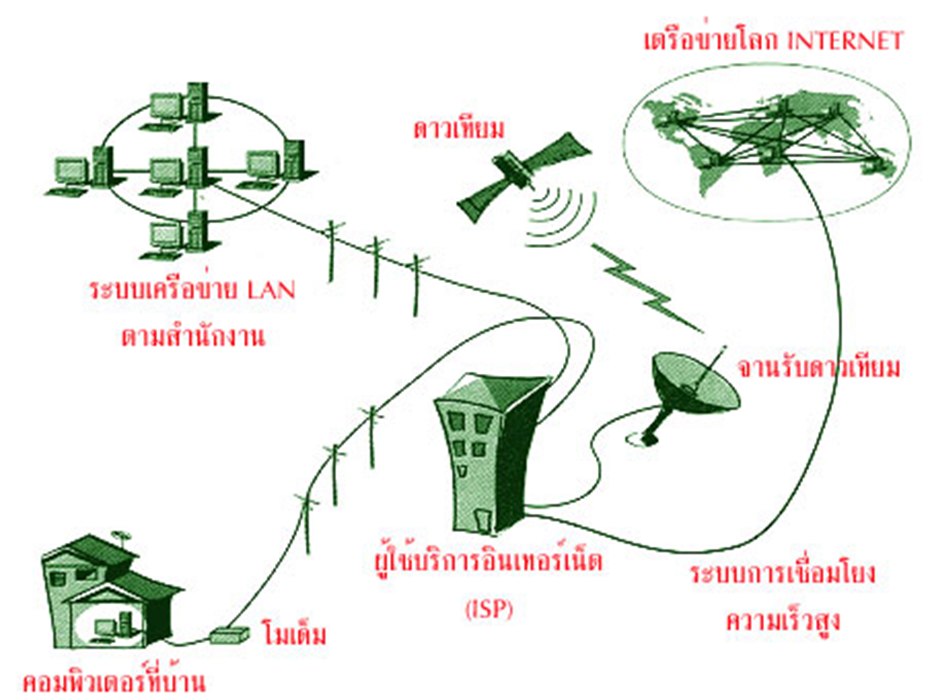 เครือข่ายโลก INTERNET
ดาวเทียม
ระบบเครือข่าย LAN
ตามสำนักงาน
จานรับดาวเทียม
ผู้ใช้บริการอินเทอร์เน็ต
(ISP)
ระบบการเชื่อมโยง
ความเร็วสูง
โมเด็ม
คอมพิวเตอร์ที่บ้าน